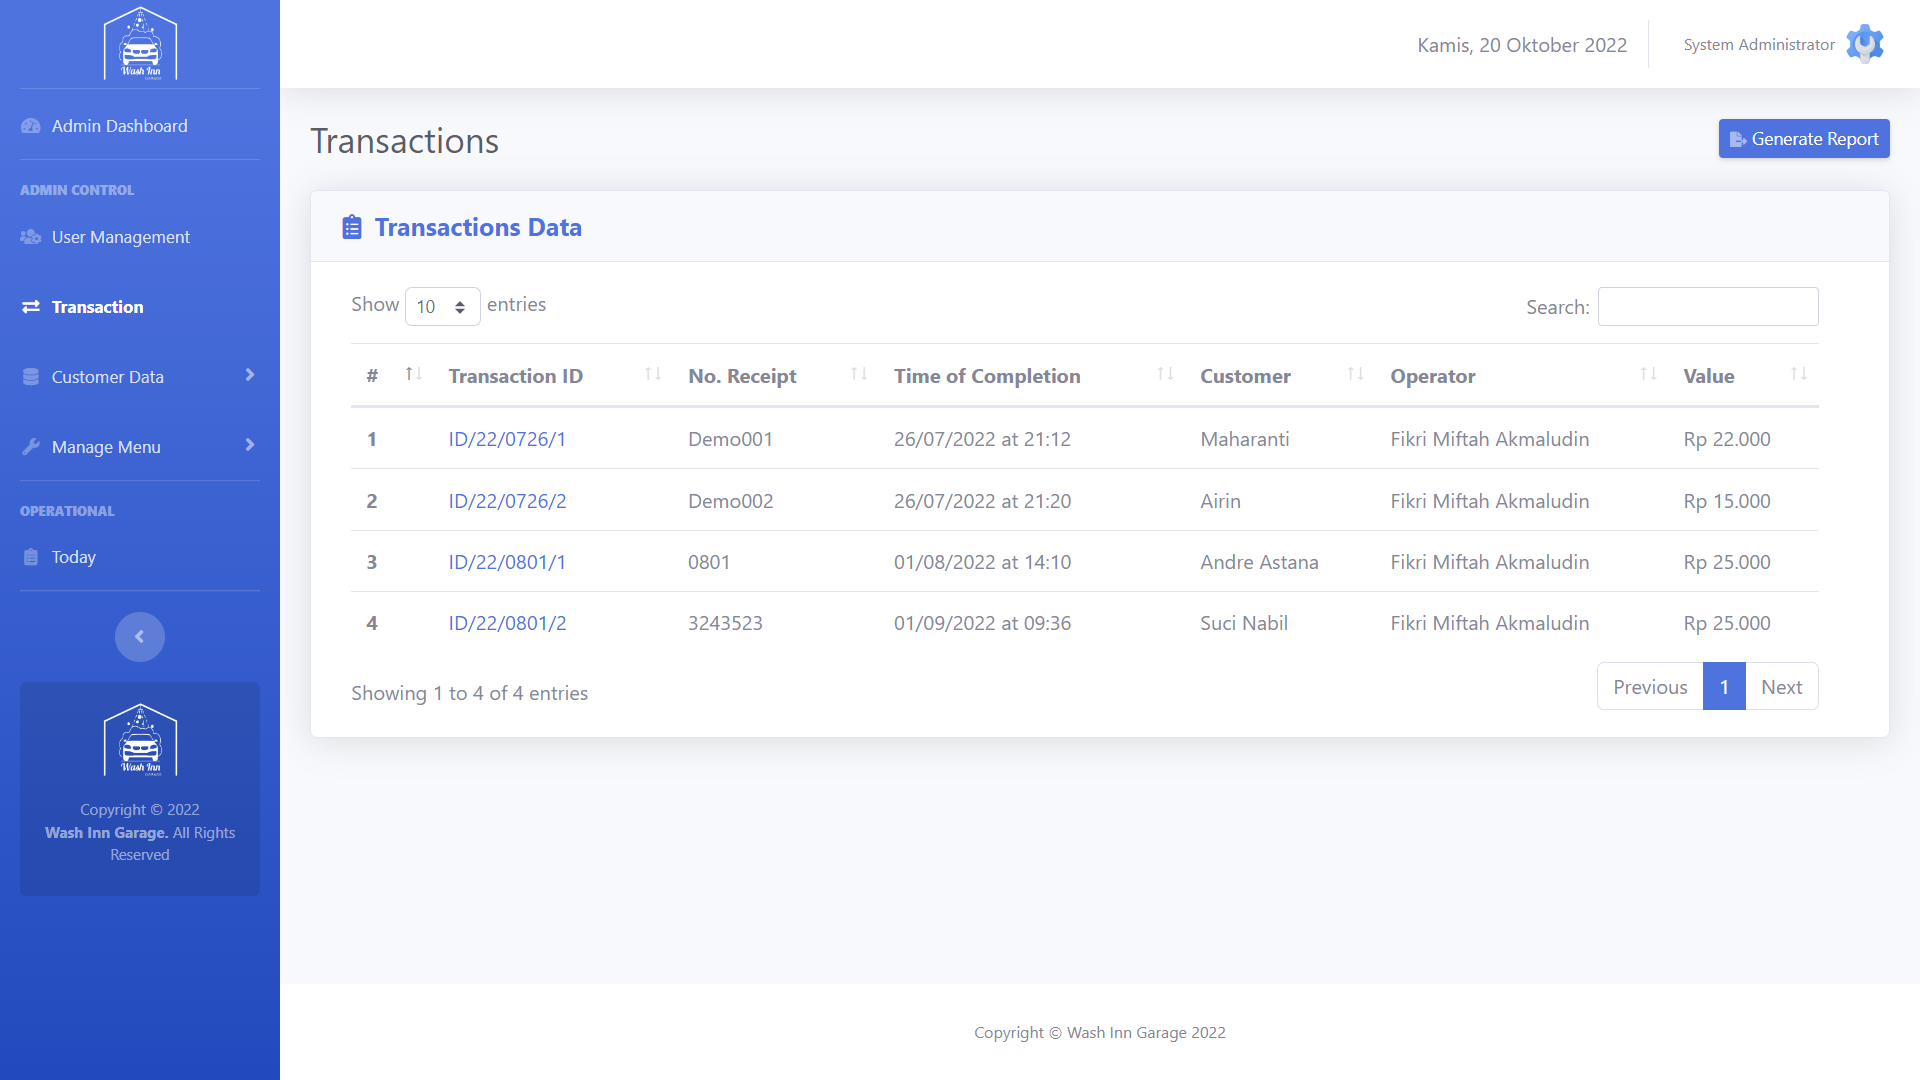 Wash Inn
GARAGE
Admin Dashboard
ADMIN CONTROL
User Management
Transaction
Customer Data
Manage Menu
OPERATIONAL
Today
Wash Inn
GARAGE
Copyright © 2022
Wash Inn Garage. All Rights
Reserved
Kamis, 20 Oktober 2022 System Administrator
Transactions Generate Report
Transactions Data
Show 10 entries Search:
# Transaction ID No. Receipt Time of Completion Customer Operator Value
1 ID/22/0726/1 Demo001 26/07/2022 at 21:12 Maharanti Fikri Miftah Akmaludin Rp 22.000
2 ID/22/0726/2 Demo002 26/07/2022 at 21:20 Airin Fikri Miftah Akmaludin Rp 15.000
3 ID/22/0801/1 0801 01/08/2022 at 14:10 Andre Astana Fikri Miftah Akmaludin Rp 25.000
4 ID/22/0801/2 3243523 01/09/2022 at 09:36 Suci Nabil Fikri Miftah Akmaludin Rp 25.000
Showing 1 to 4 of 4 entries Previous 1 Next
Copyright © Wash Inn Garage 2022